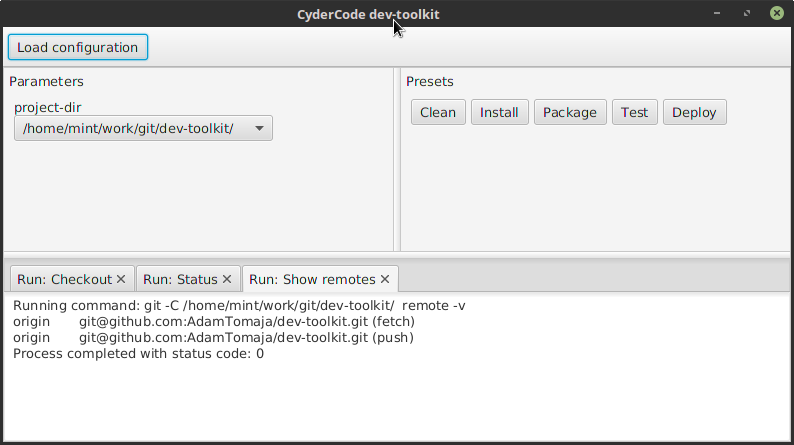 CyderCode dev-toolkit
Load configuration
Parameters
project-dir
/home/mint/work/git/dev-toolkit/
Presets
Clean Install Package Test Deploy
Run: Checkout Run: Status Run: Show remotes
Running command: git -C /home/mint/work/git/dev-toolkit/  remote -v
origin	git@github.com:AdamTomaja/dev-toolkit.git (fetch)
origin	git@github.com:AdamTomaja/dev-toolkit.git (push)
Process completed with status code: 0